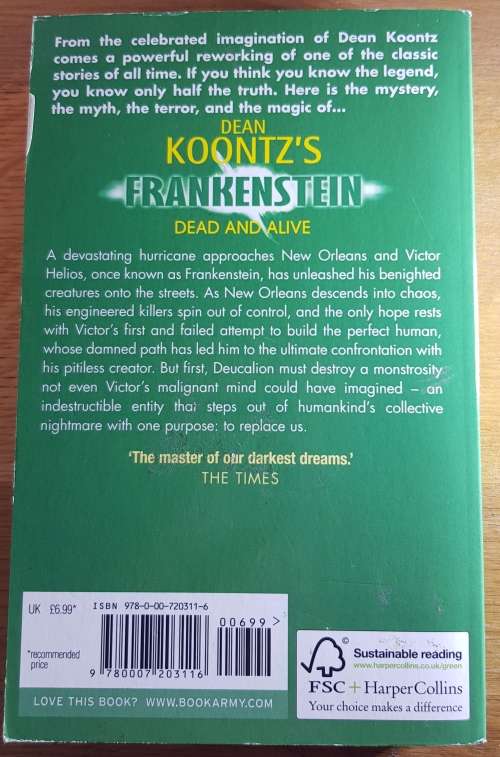 From the celebrated imagination of Dean Koontz
comes a powerful reworking of one of the classic
stories of all time. If you think you know the legend,
you know only half the truth. Here is the mystery,
the myth, the terror, and the magic of...
DEAN
KOONTZ'S
FRANKENSTEIN
DEAD AND ALIVE
A devastating hurricane approaches New Orleans and Victor
Helios, once known as Frankenstein, has unleashed his benighted
creatures onto the streets. As New Orleans descends into chaos,
his engineered killers spin out of control, and the only hope rests
with Victor's first and failed attempt to build the perfect human,
whose damned path has led him to the ultimate confrontation with
his pitiless creator. But first, Deucalion must destroy a monstrosity
not even Victor's malignant mind could have imagined – an
indestructible entity that steps out of humankind's collective
nightmare with one purpose: to replace us.
'The master of our darkest dreams.'
THE TIMES
UK £6.99*
ISBN 978-0-00-720311-6
00699 >
*recommended
price
9 780007 203116
LOVE THIS BOOK? WWW.BOOKARMY.COM
©
Sustainable reading
www.harpercollins.co.uk/green
FSC + HarperCollins
Your choice makes a difference